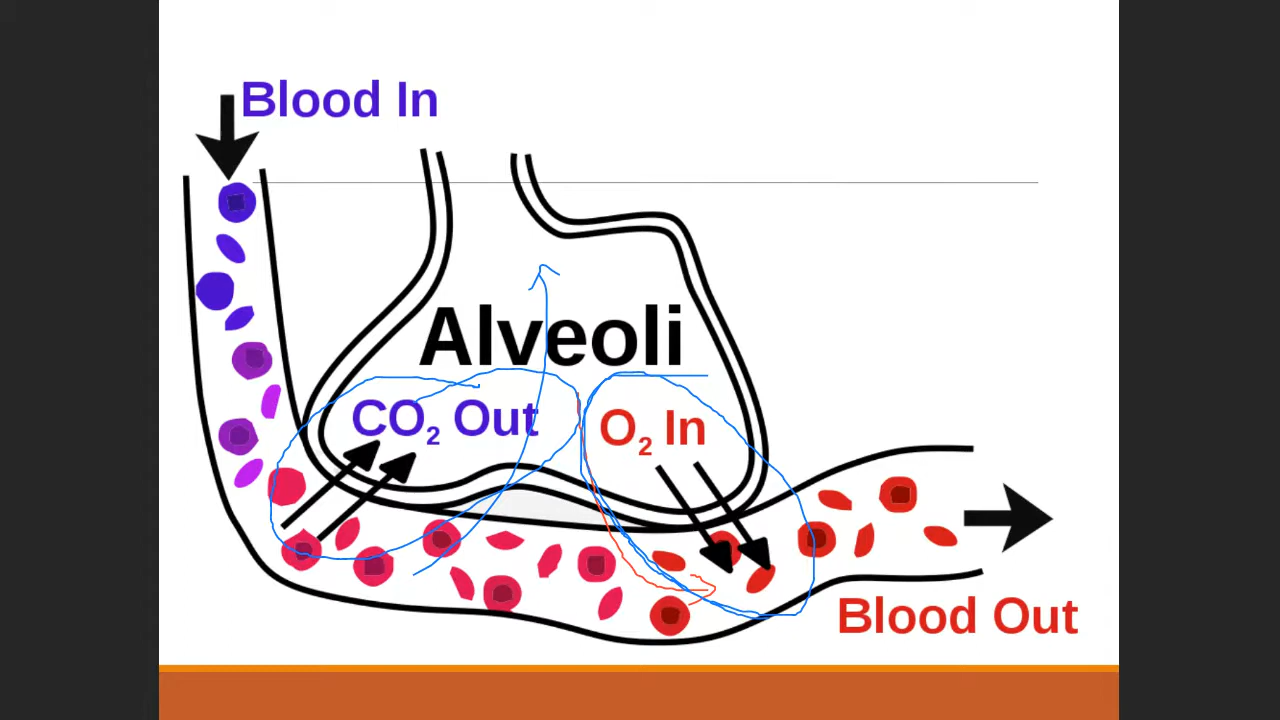 Blood In
Alveoli
CO₂ Out
O₂ In
Blood Out